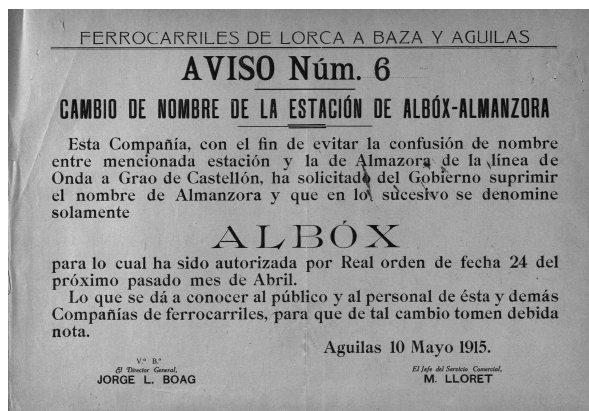 FERROCARRILES DE LORCA A BAZA Y AGUILAS
AVISO Núm. 6
CAMBIO DE NOMBRE DE LA ESTACIÓN DE ALBÓX-ALMANZORA
Esta Compañía, con el fin de evitar la confusión de nombre
entre mencionada estación y la de Almazora de la línea de
Onda a Grao de Castellón, ha solicitado del Gobierno suprimir
el nombre de Almanzora y que en lo sucesivo se denomine
solamente
ALBÓX
para lo cual ha sido autorizada por Real orden de fecha 24 del
próximo pasado mes de Abril.
Lo que se dá a conocer al público y al personal de ésta y demás
Compañías de ferrocarriles, para que de tal cambio tomen debida
nota.
Aguilas 10 Mayo 1915.
V.º B.º
El Director General,
JORGE L. BOAG
El Jefe del Servicio Comercial,
M. LLORET